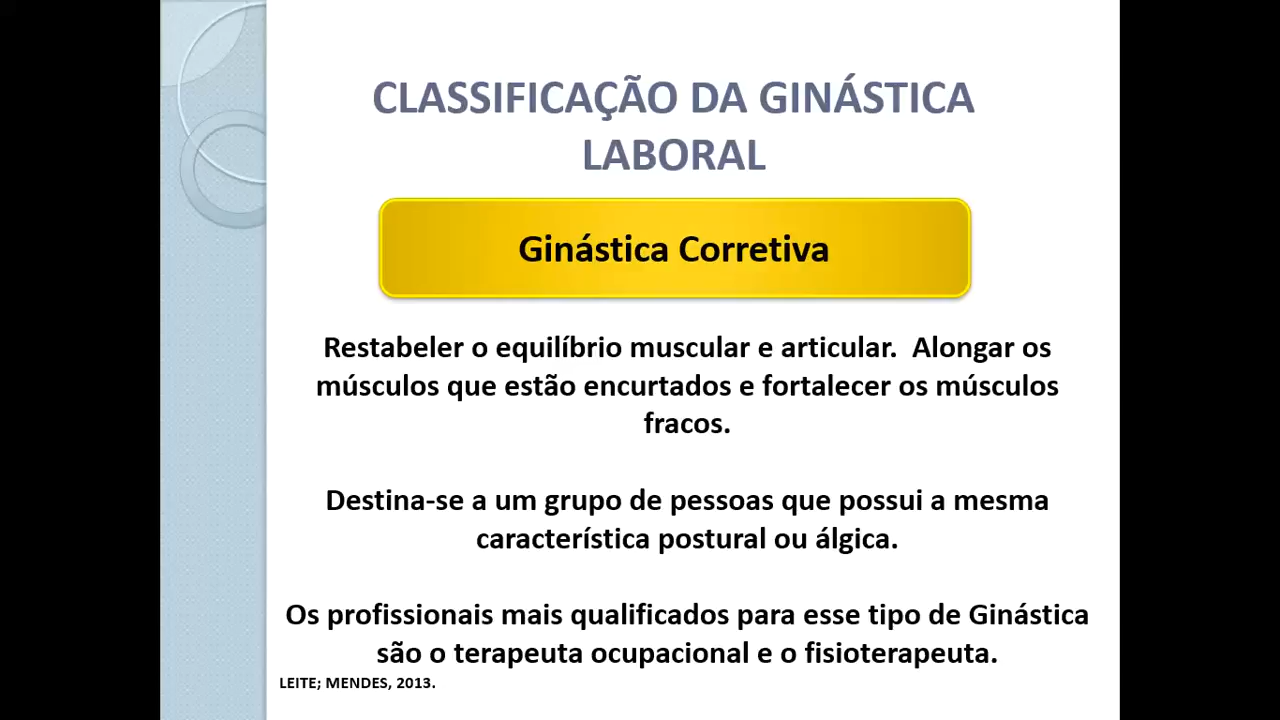 CLASSIFICAÇÃO DA GINÁSTICA
LABORAL
Ginástica Corretiva
Restabeler o equilíbrio muscular e articular.  Alongar os
músculos que estão encurtados e fortalecer os músculos
fracos.
Destina-se a um grupo de pessoas que possui a mesma
característica postural ou álgica.
Os profissionais mais qualificados para esse tipo de Ginástica
são o terapeuta ocupacional e o fisioterapeuta.
LEITE; MENDES, 2013.